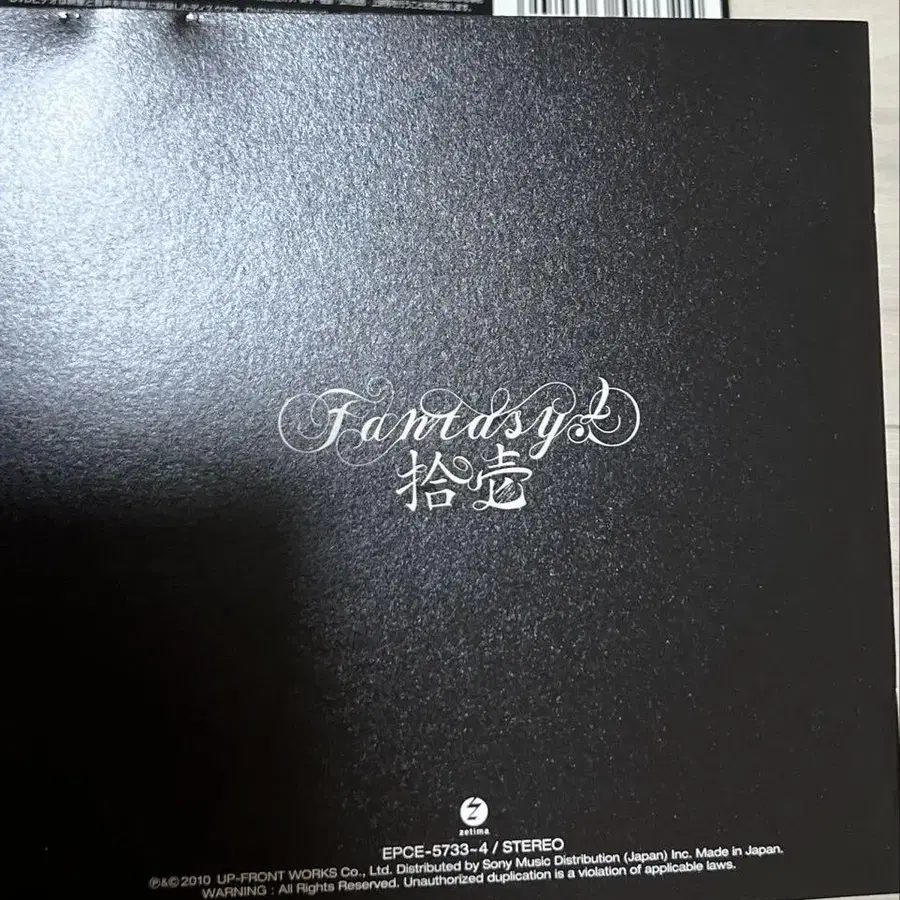 Fantasy!
拾壱
zetima
EPCE-5733~4 / STEREO
℗&©2010 UP-FRONT WORKS Co., Ltd. Distributed by Sony Music Distribution (Japan) Inc. Made in Japan.
WARNING : All Rights Reserved. Unauthorized duplication is a violation of applicable laws.